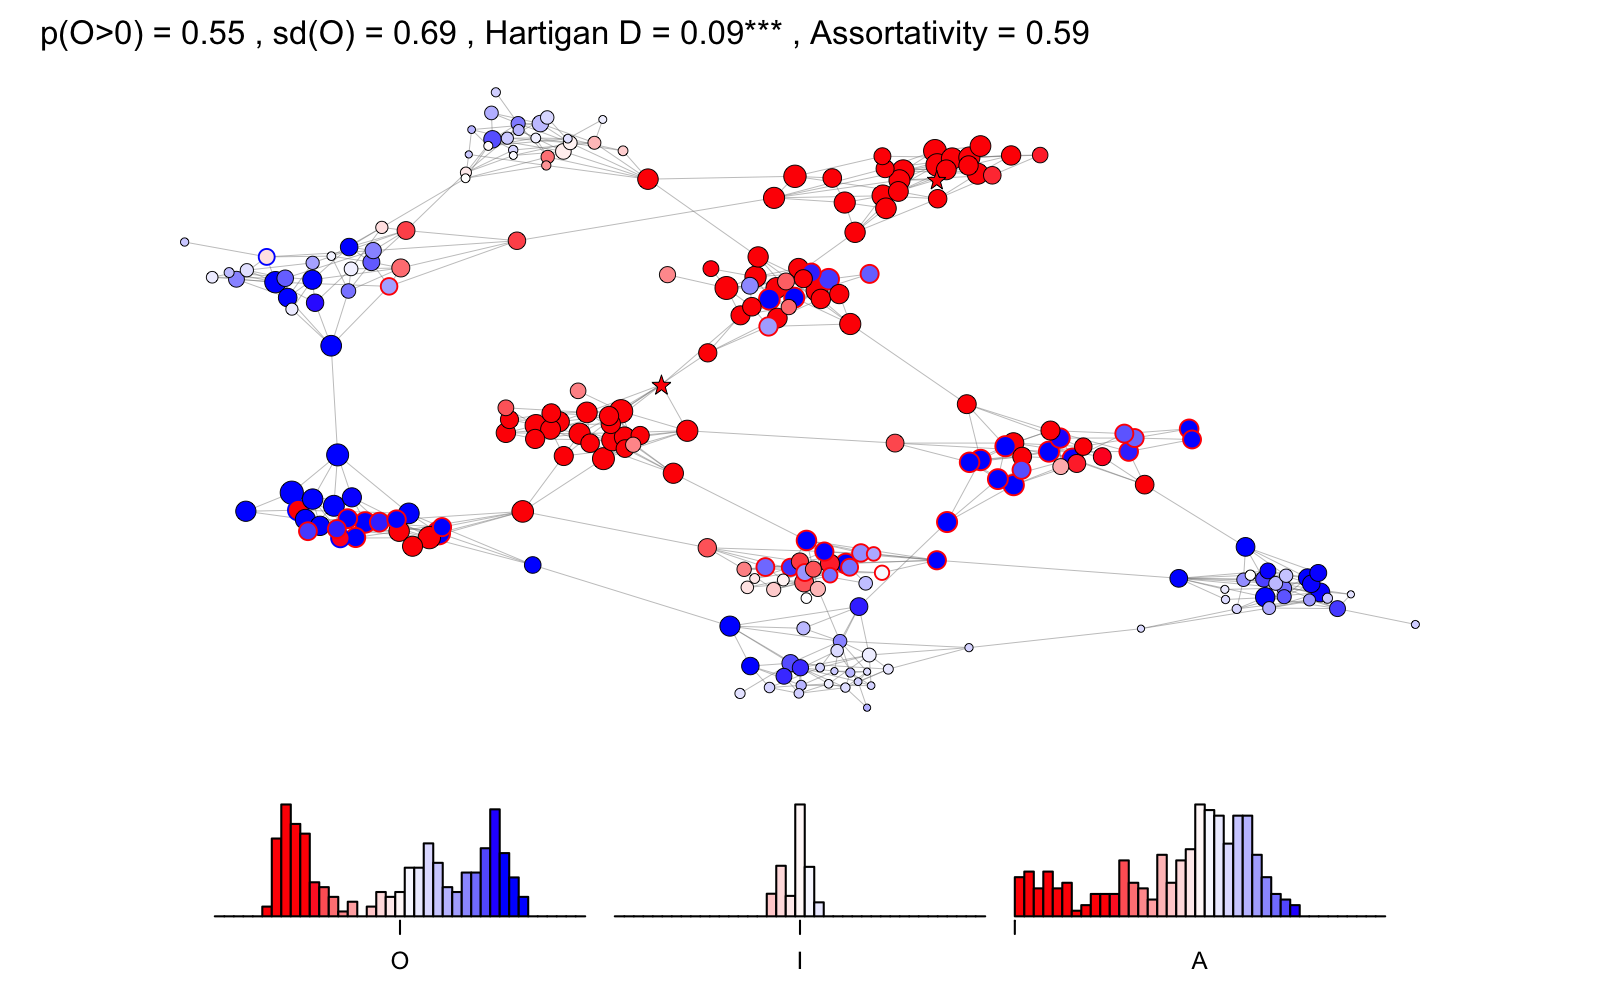 p(O>0) = 0.55 , sd(O) = 0.69 , Hartigan D = 0.09*** , Assortativity = 0.59
O I A